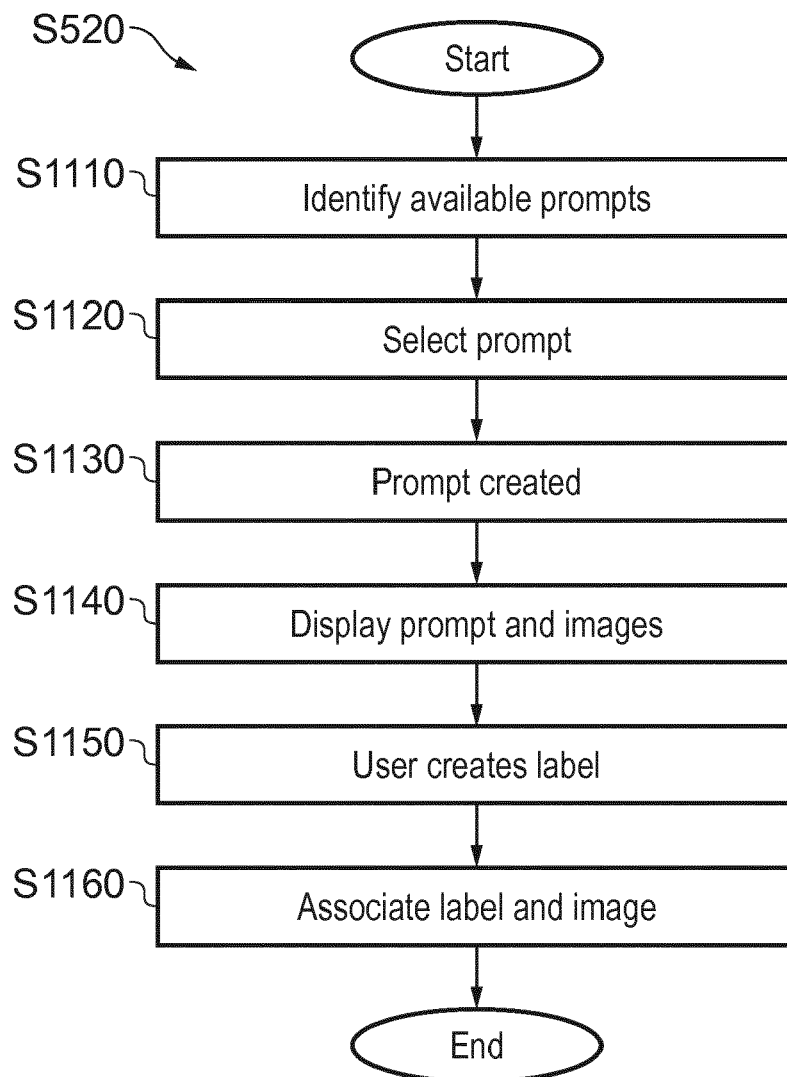 S520
Start
S1110
Identify available prompts
S1120
Select prompt
S1130
Prompt created
S1140
Display prompt and images
S1150
User creates label
S1160
Associate label and image
End